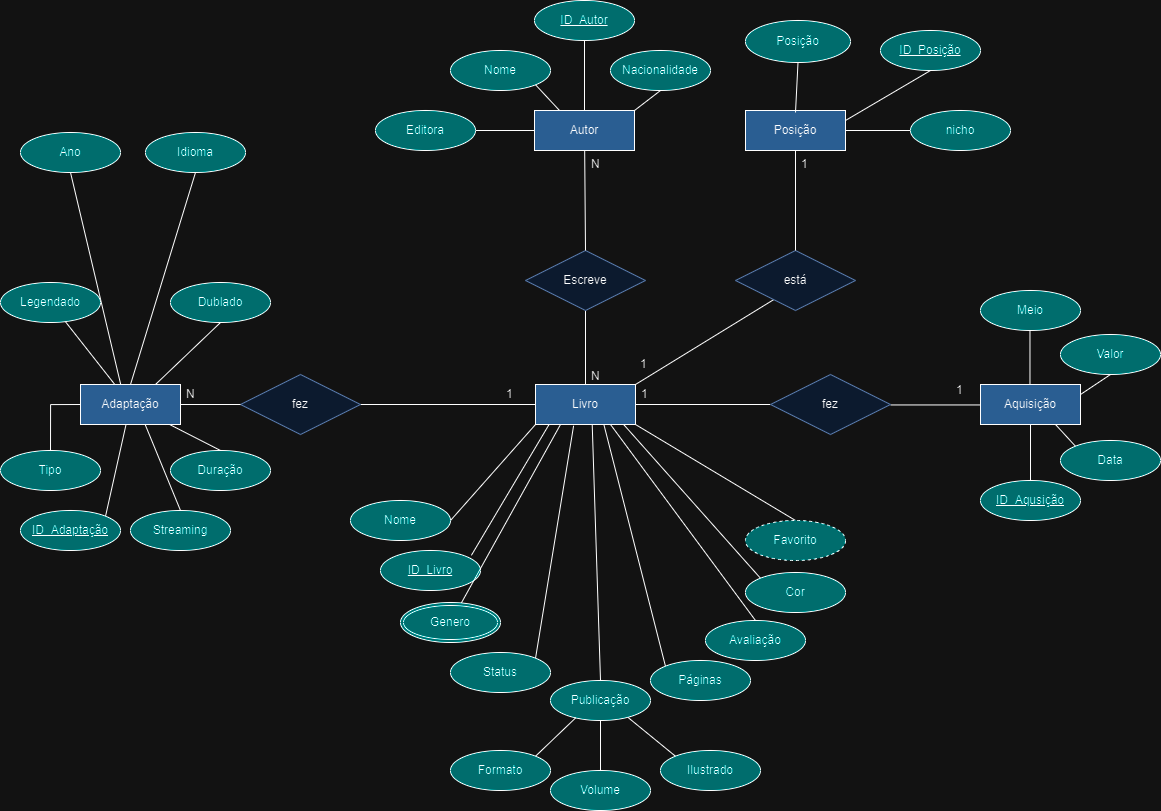 ID_Autor
Posição
ID_Posição
Nome
Nacionalidade
Editora
Autor
Posição
nicho
Ano
Idioma
N
1
Escreve
está
Legendado
Dublado
Meio
Valor
1
N
N
fez
1
1
fez
1
Adaptação
Livro
Aquisição
Tipo
Duração
Data
ID_Aqusição
ID_Adaptação
Streaming
Nome
Favorito
ID_Livro
Cor
Genero
Avaliação
Status
Páginas
Publicação
Formato
Ilustrado
Volume